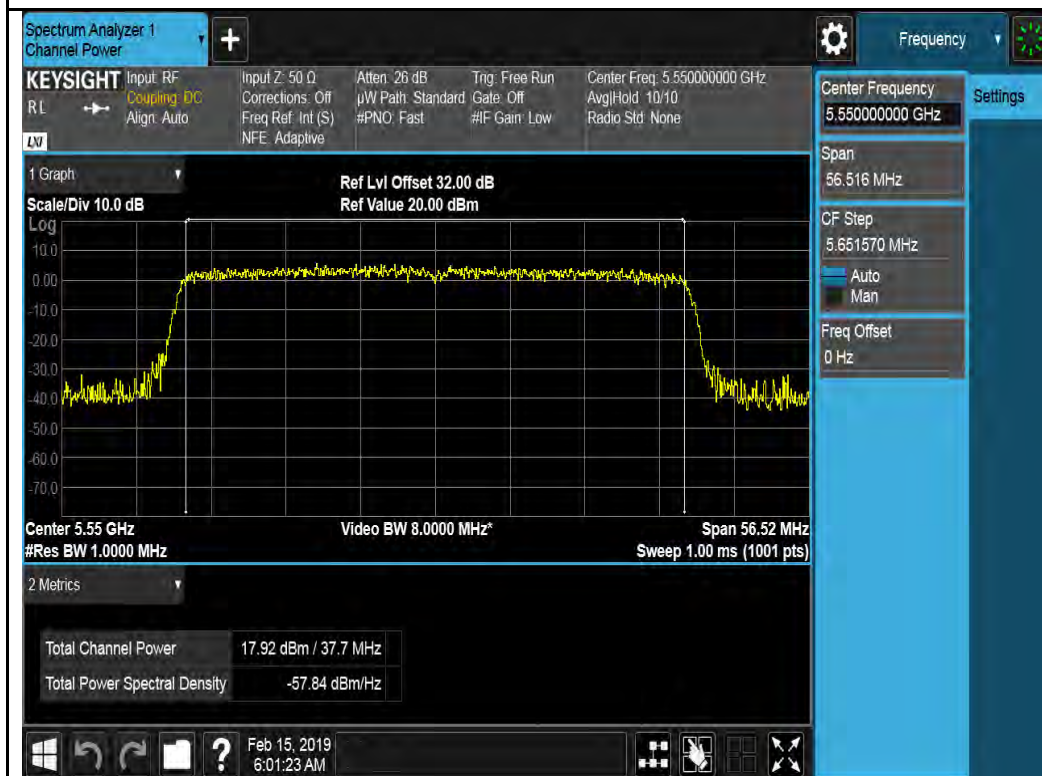 Spectrum Analyzer 1
Channel Power
+
Frequency
KEYSIGHT
RL
LXI
Input: RF
Coupling: DC
Align: Auto
Input Z: 50 Ω
Corrections: Off
Freq Ref: Int (S)
NFE: Adaptive
Atten: 26 dB
µW Path: Standard
#PNO: Fast
Trig: Free Run
Gate: Off
#IF Gain: Low
Center Freq: 5.550000000 GHz
Avg|Hold: 10/10
Radio Std: None
Center Frequency
5.550000000 GHz
Settings
Span
56.516 MHz
CF Step
5.651570 MHz
Auto
Man
Freq Offset
0 Hz
1 Graph
Scale/Div 10.0 dB
Ref Lvl Offset 32.00 dB
Ref Value 20.00 dBm
Log
10.0
0.00
-10.0
-20.0
-30.0
-40.0
-50.0
-60.0
-70.0
Center 5.55 GHz
#Res BW 1.0000 MHz
Video BW 8.0000 MHz*
Span 56.52 MHz
Sweep 1.00 ms (1001 pts)
2 Metrics
Total Channel Power 17.92 dBm / 37.7 MHz
Total Power Spectral Density -57.84 dBm/Hz
?
Feb 15, 2019
6:01:23 AM